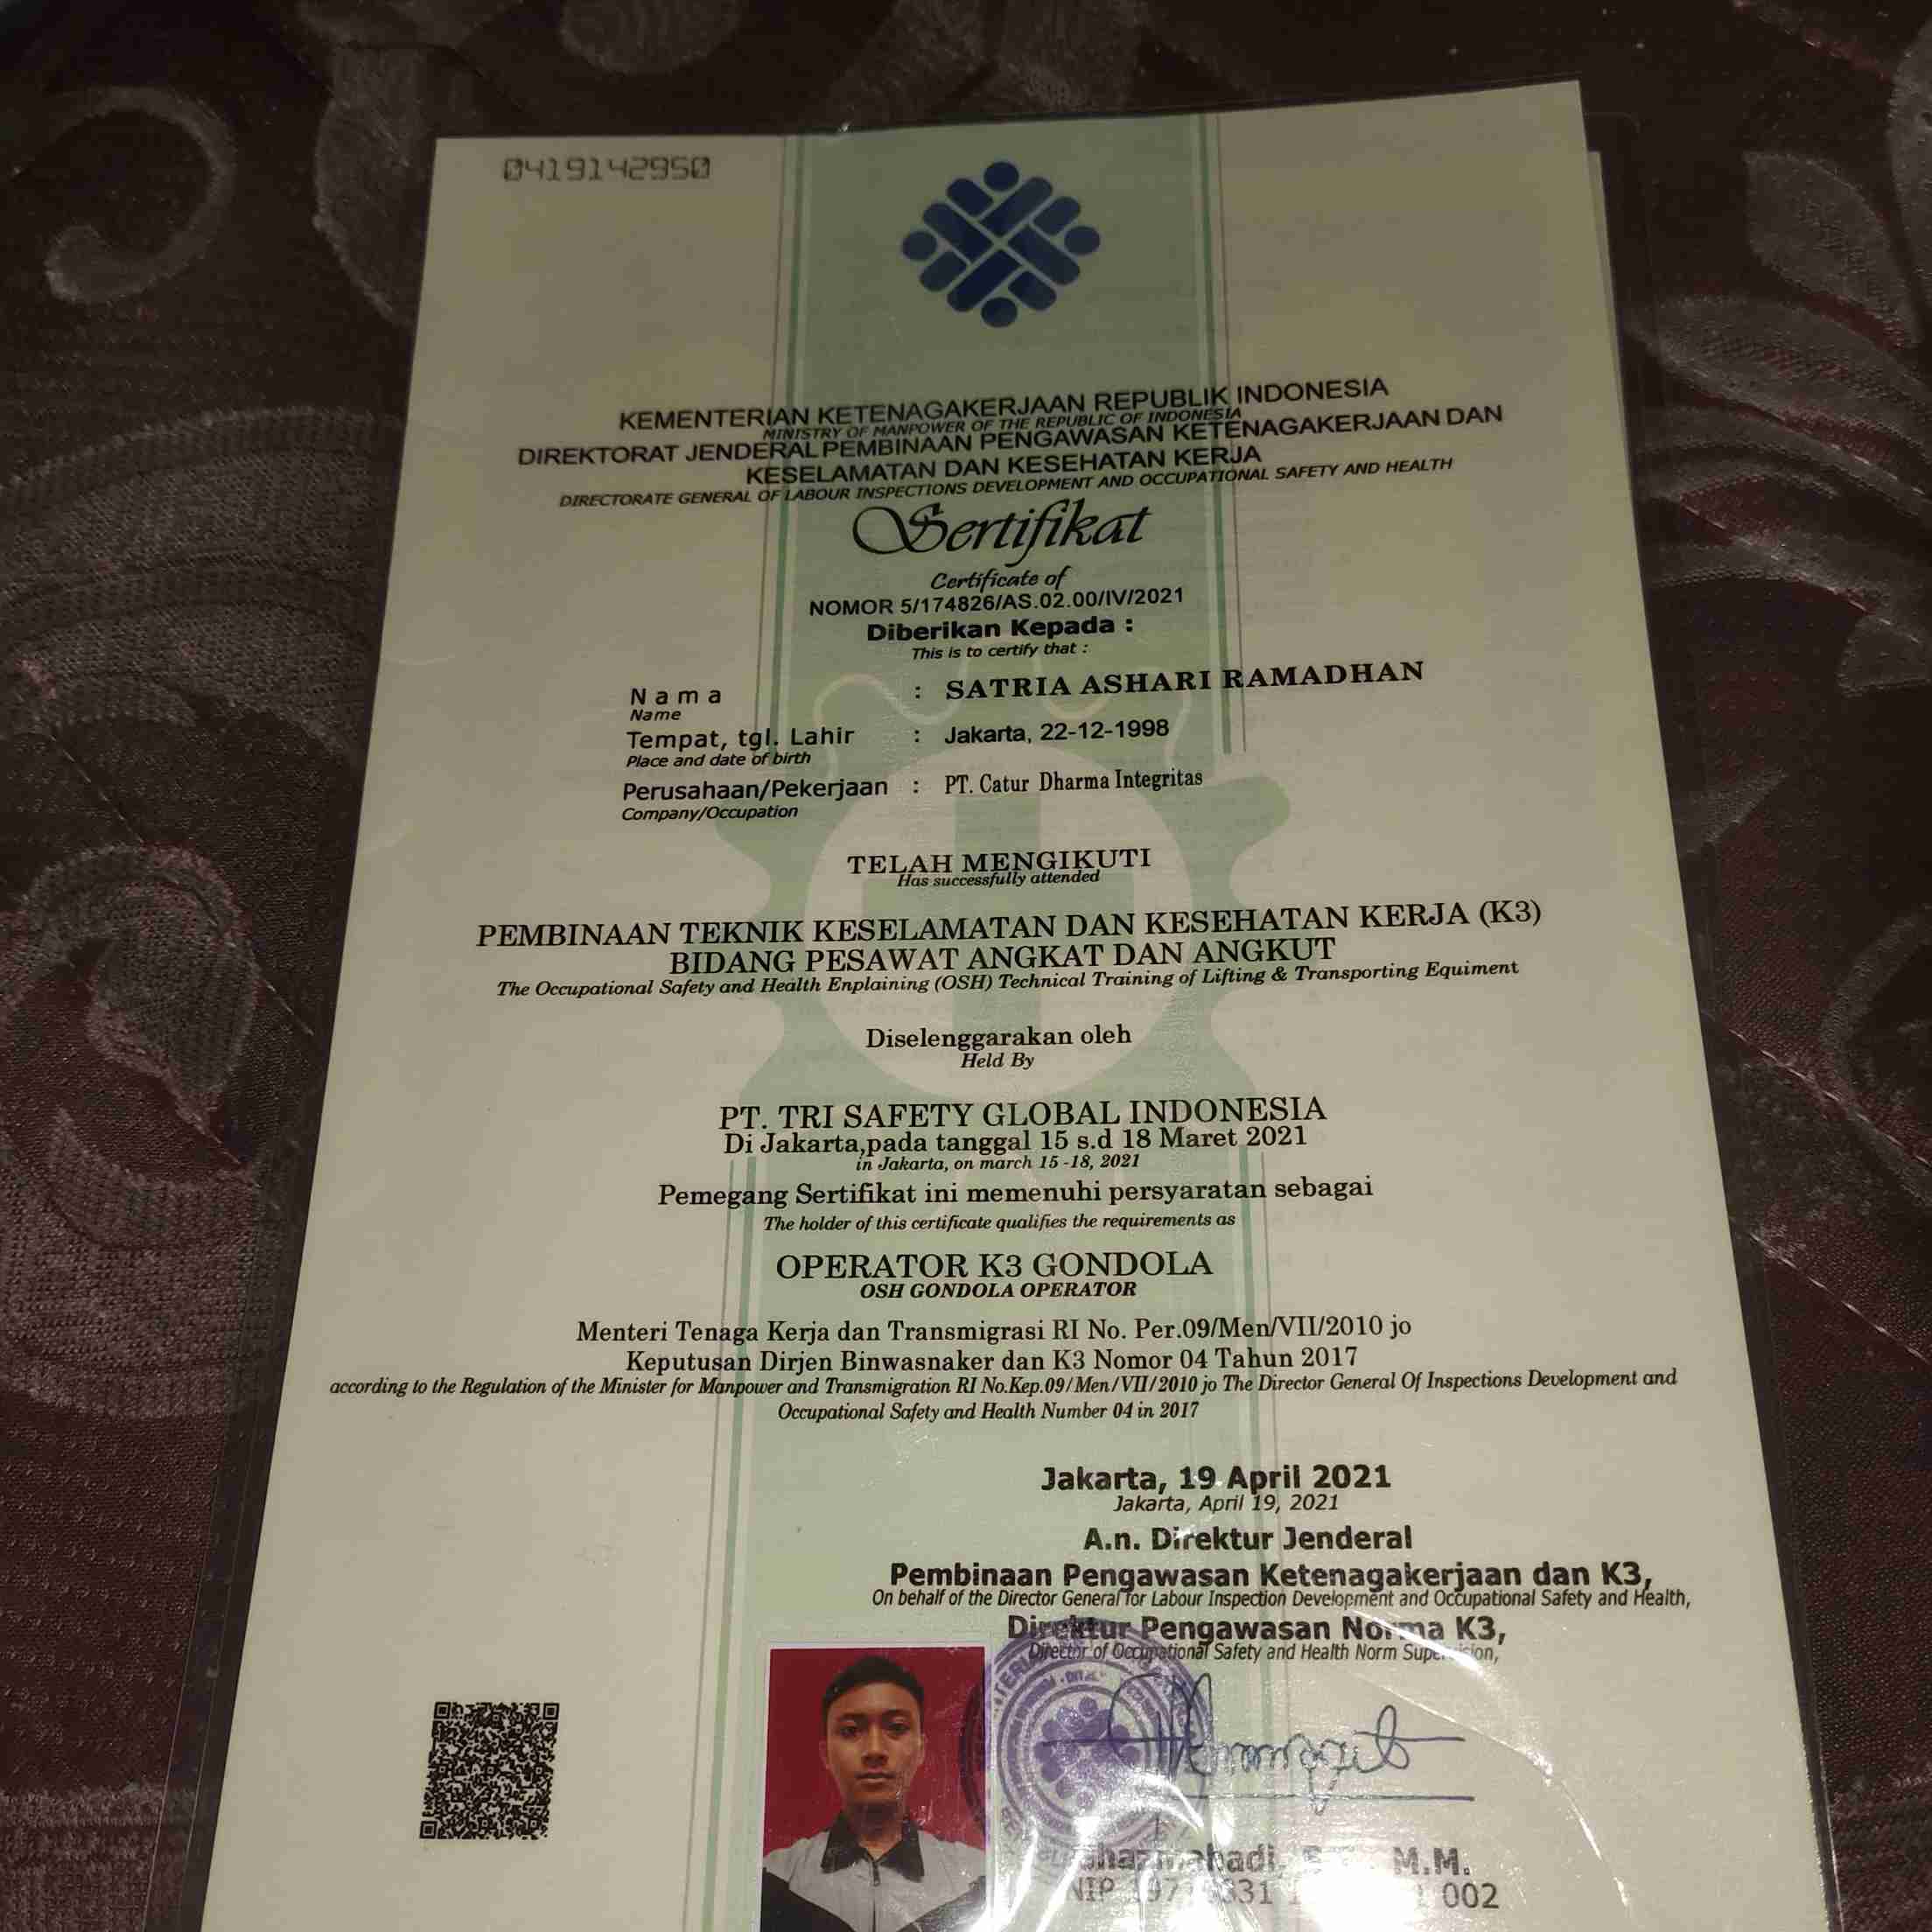 0419142950
KEMENTERIAN KETENAGAKERJAAN REPUBLIK INDONESIA
MINISTRY OF MANPOWER OF THE REPUBLIC OF INDONESIA
DIREKTORAT JENDERAL PEMBINAAN PENGAWASAN KETENAGAKERJAAN DAN
KESELAMATAN DAN KESEHATAN KERJA
DIRECTORATE GENERAL OF LABOUR INSPECTIONS DEVELOPMENT AND OCCUPATIONAL SAFETY AND HEALTH
Sertifikat
Certificate of
NOMOR 5/174826/AS.02.00/IV/2021
Diberikan Kepada :
This is to certify that :
Nama : SATRIA ASHARI RAMADHAN
Name
Tempat, tgl. Lahir : Jakarta, 22-12-1998
Place and date of birth
Perusahaan/Pekerjaan : PT. Catur Dharma Integritas
Company/Occupation
TELAH MENGIKUTI
Has successfully attended
PEMBINAAN TEKNIK KESELAMATAN DAN KESEHATAN KERJA (K3)
BIDANG PESAWAT ANGKAT DAN ANGKUT
The Occupational Safety and Health Enplaining (OSH) Technical Training of Lifting & Transporting Equiment
Diselenggarakan oleh
Held By
PT. TRI SAFETY GLOBAL INDONESIA
Di Jakarta,pada tanggal 15 s.d 18 Maret 2021
in Jakarta, on march 15 -18, 2021
Pemegang Sertifikat ini memenuhi persyaratan sebagai
The holder of this certificate qualifies the requirements as
OPERATOR K3 GONDOLA
OSH GONDOLA OPERATOR
Menteri Tenaga Kerja dan Transmigrasi RI No. Per.09/Men/VII/2010 jo
Keputusan Dirjen Binwasnaker dan K3 Nomor 04 Tahun 2017
according to the Regulation of the Minister for Manpower and Transmigration RI No.Kep.09/Men/VII/2010 jo The Director General Of Inspections Development and
Occupational Safety and Health Number 04 in 2017
Jakarta, 19 April 2021
Jakarta, April 19, 2021
A.n. Direktur Jenderal
Pembinaan Pengawasan Ketenagakerjaan dan K3,
On behalf of the Director General for Labour Inspection Development and Occupational Safety and Health,
Direktur Pengawasan Norma K3,
Director of Occupational Safety and Health Norm Supervision,
M.M.
NIP 002